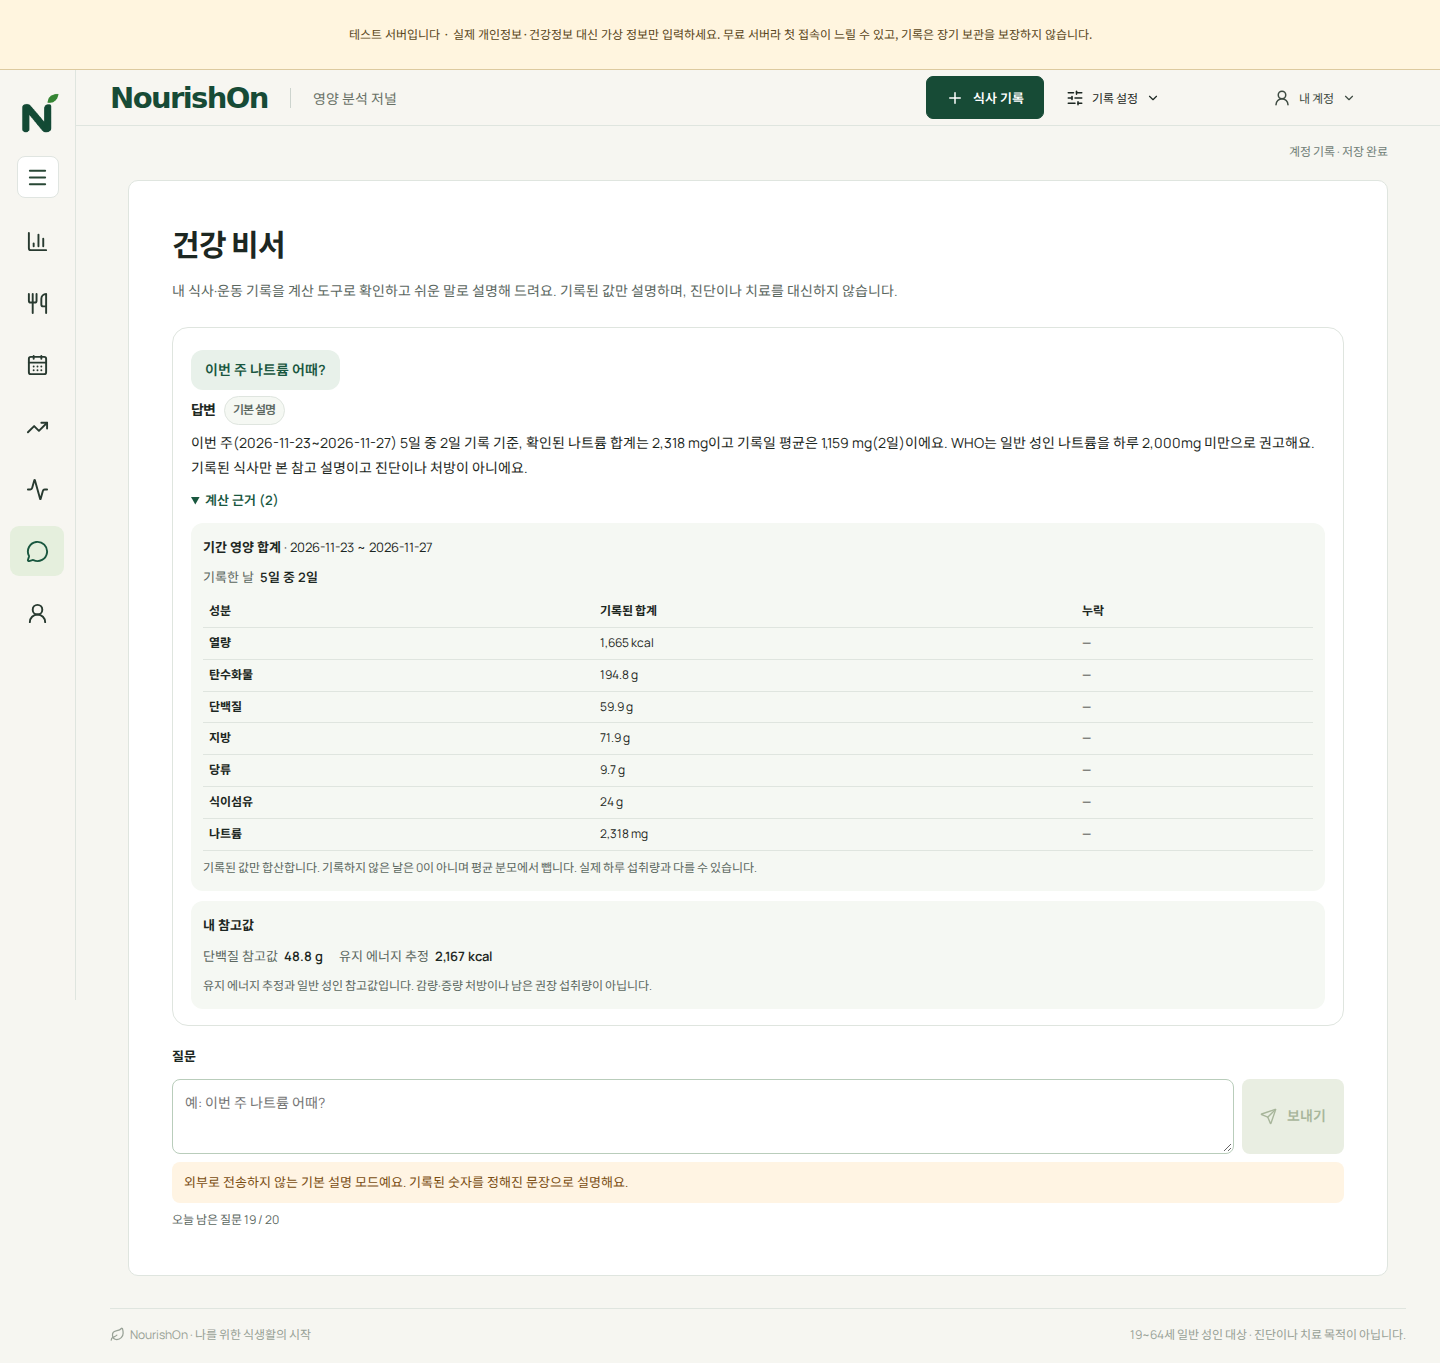 테스트 서버입니다 · 실제 개인정보·건강정보 대신 가상 정보만 입력하세요. 무료 서버라 첫 접속이 느릴 수 있고, 기록은 장기 보관을 보장하지 않습니다.
N
NourishOn
영양 분석 저널
식사 기록
기록 설정
내 계정
계정 기록 · 저장 완료
건강 비서
내 식사·운동 기록을 계산 도구로 확인하고 쉬운 말로 설명해 드려요. 기록된 값만 설명하며, 진단이나 치료를 대신하지 않습니다.
이번 주 나트륨 어때?
답변 기본 설명
이번 주(2026-11-23~2026-11-27) 5일 중 2일 기록 기준, 확인된 나트륨 합계는 2,318 mg이고 기록일 평균은 1,159 mg(2일)이에요. WHO는 일반 성인 나트륨을 하루 2,000mg 미만으로 권고해요.
기록된 식사만 본 참고 설명이고 진단이나 처방이 아니에요.
▼ 계산 근거 (2)
기간 영양 합계 · 2026-11-23 ~ 2026-11-27
기록한 날 5일 중 2일
성분 기록된 합계 누락
열량 1,665 kcal –
탄수화물 194.8 g –
단백질 59.9 g –
지방 71.9 g –
당류 9.7 g –
식이섬유 24 g –
나트륨 2,318 mg –
기록된 값만 합산합니다. 기록하지 않은 날은 0이 아니며 평균 분모에서 뺍니다. 실제 하루 섭취량과 다를 수 있습니다.
내 참고값
단백질 참고값 48.8 g 유지 에너지 추정 2,167 kcal
유지 에너지 추정과 일반 성인 참고값입니다. 감량·증량 처방이나 남은 권장 섭취량이 아닙니다.
질문
예: 이번 주 나트륨 어때?
보내기
외부로 전송하지 않는 기본 설명 모드예요. 기록된 숫자를 정해진 문장으로 설명해요.
오늘 남은 질문 19 / 20
NourishOn · 나를 위한 식생활의 시작
19~64세 일반 성인 대상 · 진단이나 치료 목적이 아닙니다.